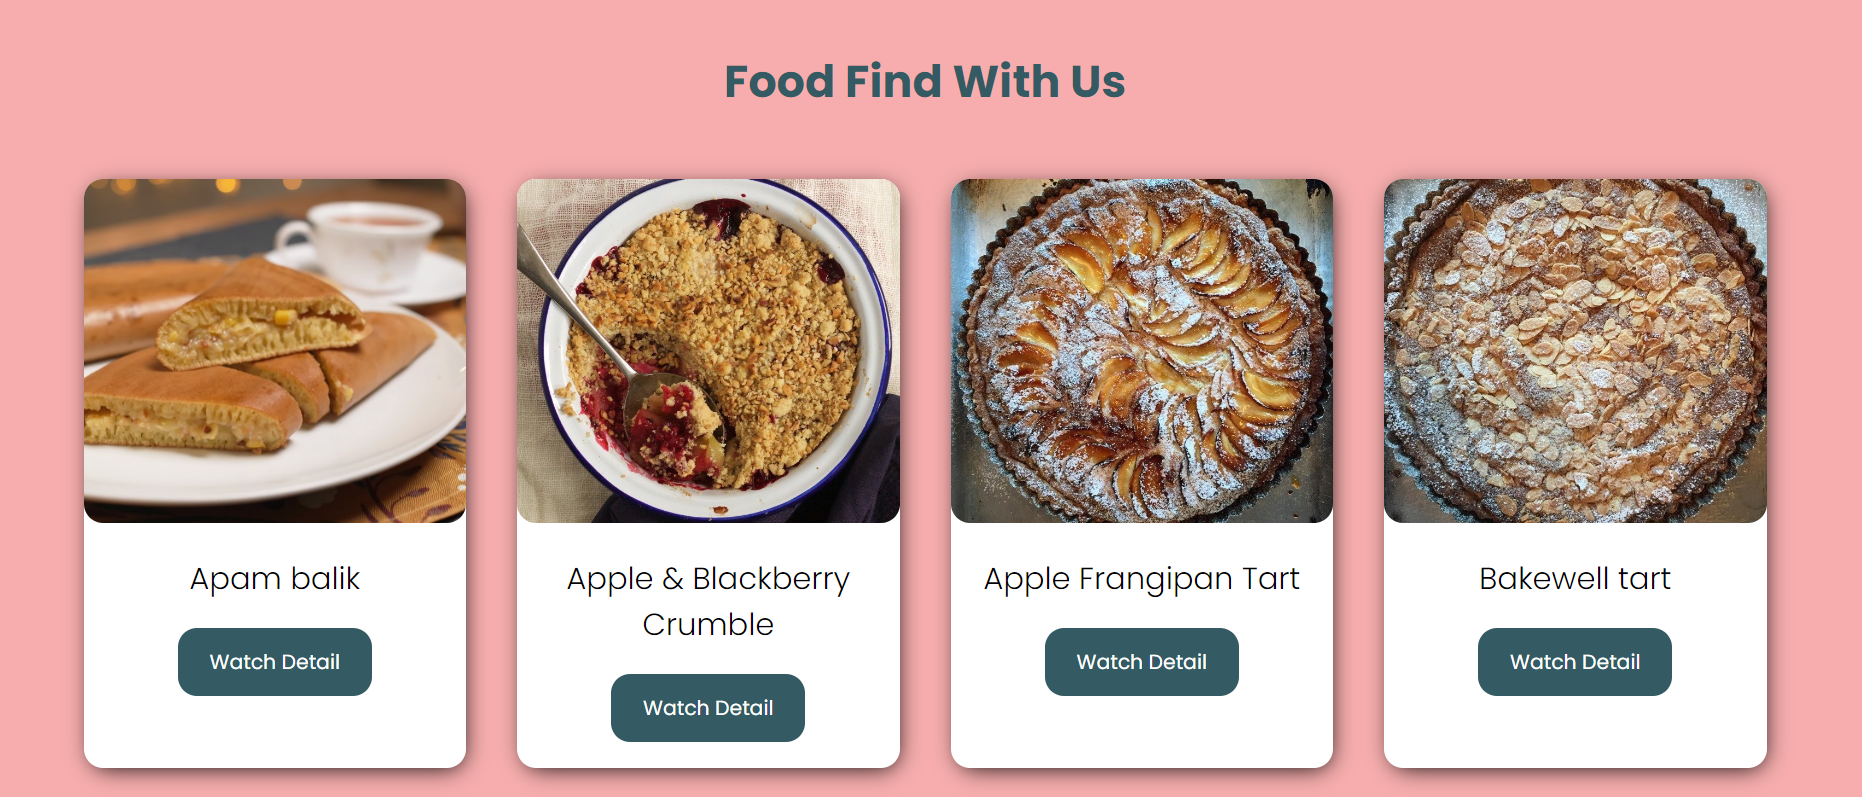 Food Find With Us
Apam balik
Watch Detail
Apple & Blackberry
Crumble
Watch Detail
Apple Frangipan Tart
Watch Detail
Bakewell tart
Watch Detail